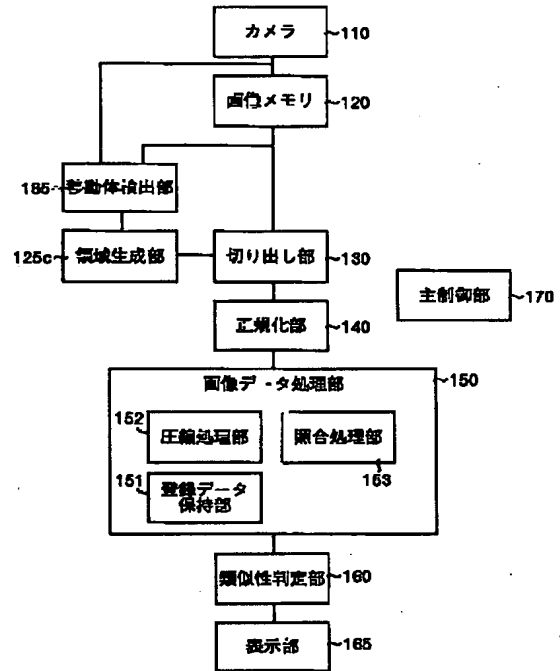 カメラ
110
画像メモリ
120
185
移動体検出部
125c
領域生成部
切り出し部
130
主制御部
170
正規化部
140
画像データ処理部
150
152
圧縮処理部
照合処理部
153
151
登録データ
保持部
類似性判定部
160
表示部
165